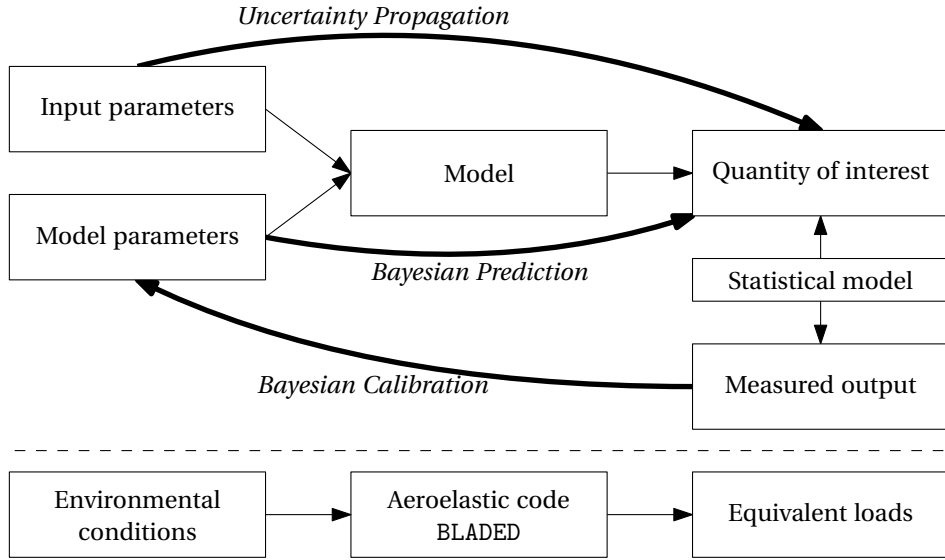 Uncertainty Propagation
Input parameters
Model
Quantity of interest
Model parameters
Bayesian Prediction
Statistical model
Bayesian Calibration
Measured output
Environmental
conditions
Aeroelastic code
BLADED
Equivalent loads